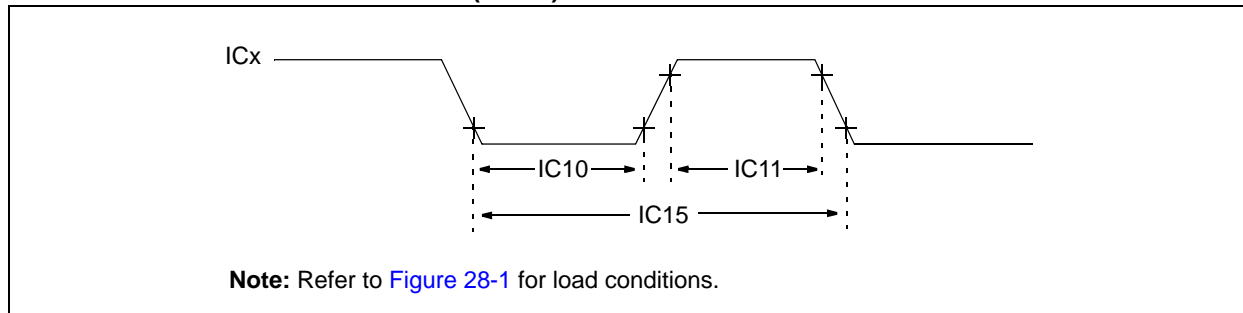 ICx
IC10
IC11
IC15
Note: Refer to Figure 28-1 for load conditions.